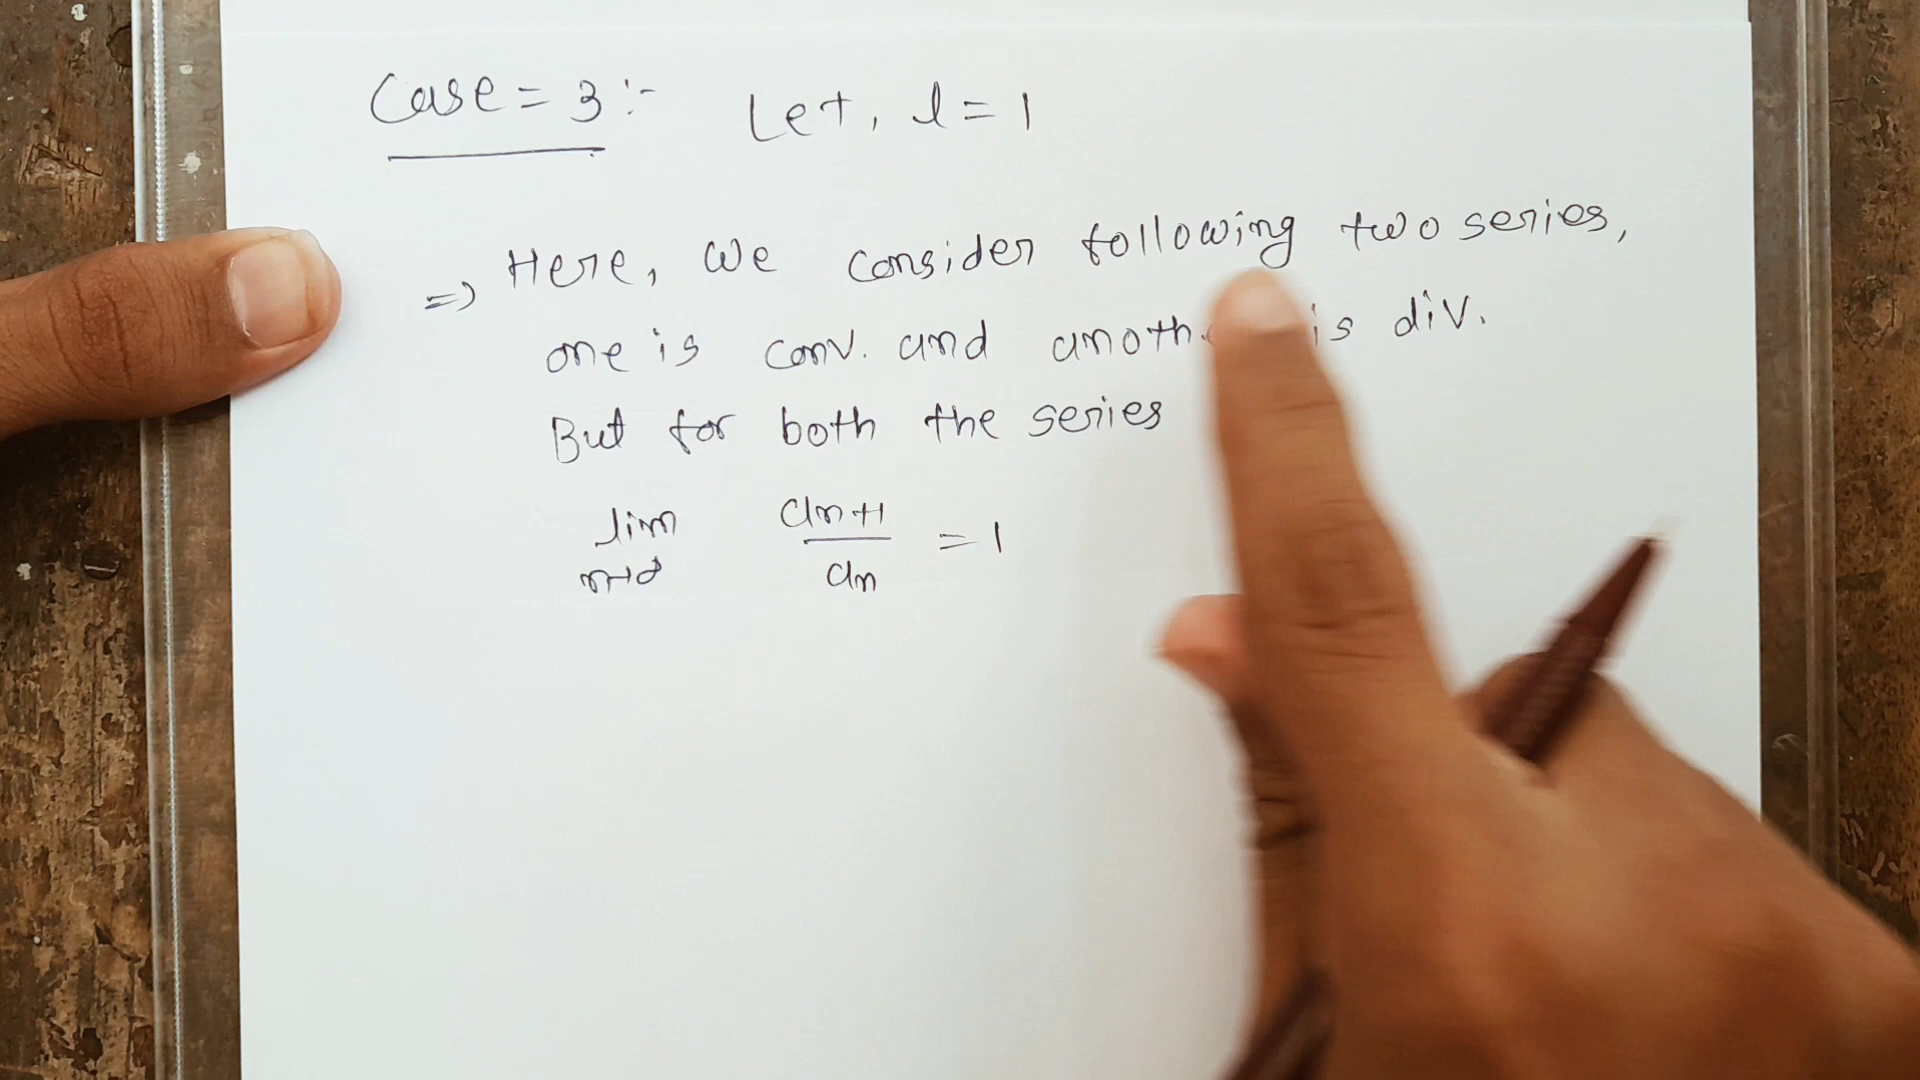 Case = 3 :- Let, l = 1
=> Here, we consider following two series,
one is conv. and anoth is div.
But for both the series
lim an+1 = 1
n→∞ an